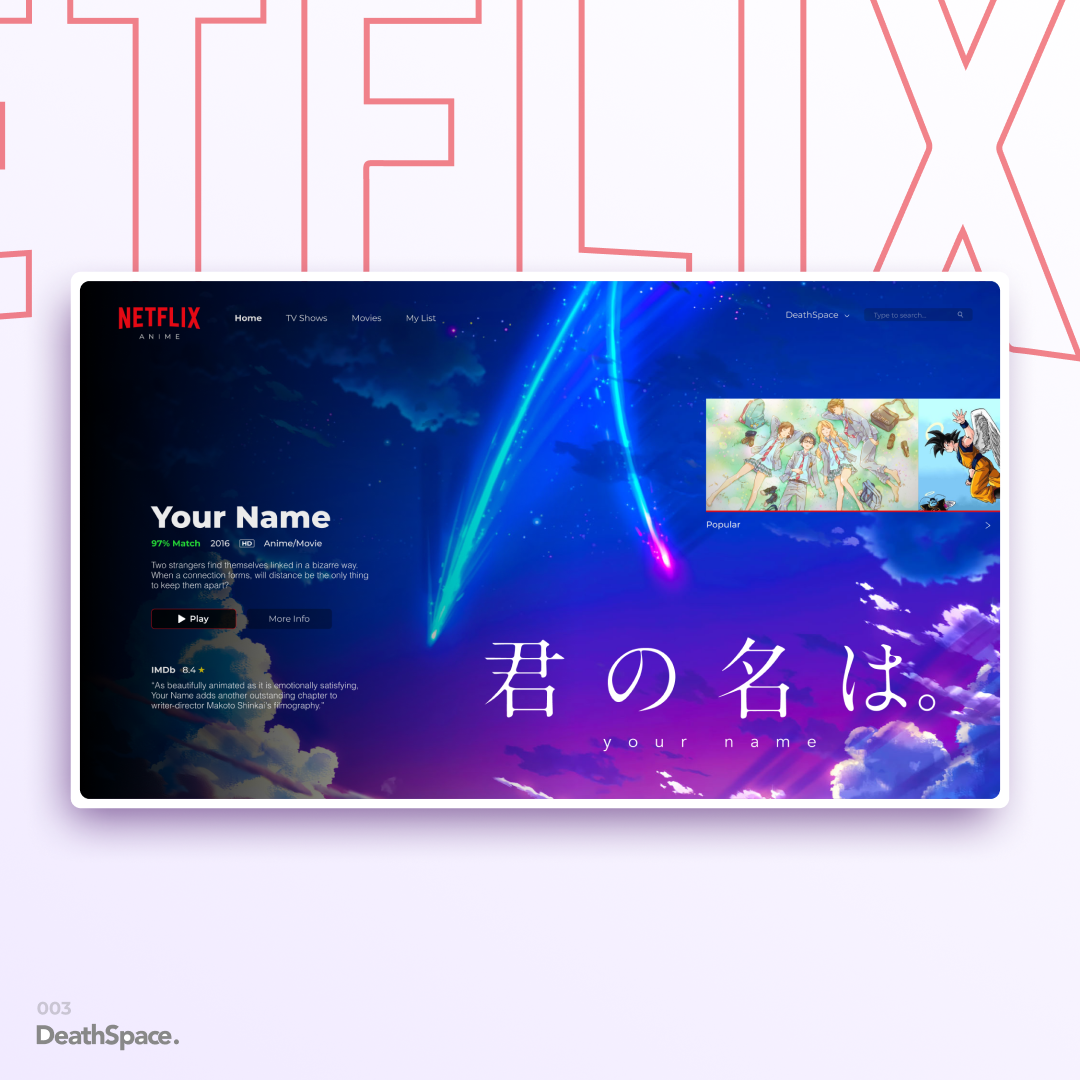 ETFLIX
NETFLIX
ANIME
Home TV Shows Movies My List
DeathSpace
Type to search...
Popular
Your Name
97% Match 2016 HD Anime/Movie
Two strangers find themselves linked in a bizarre way.
When a connection forms, will distance be the only thing
to keep them apart?
Play More Info
IMDb 8.4
"As beautifully animated as it is emotionally satisfying,
Your Name adds another outstanding chapter to
writer-director Makoto Shinkai's filmography."
君の名は。
your name
003
DeathSpace.